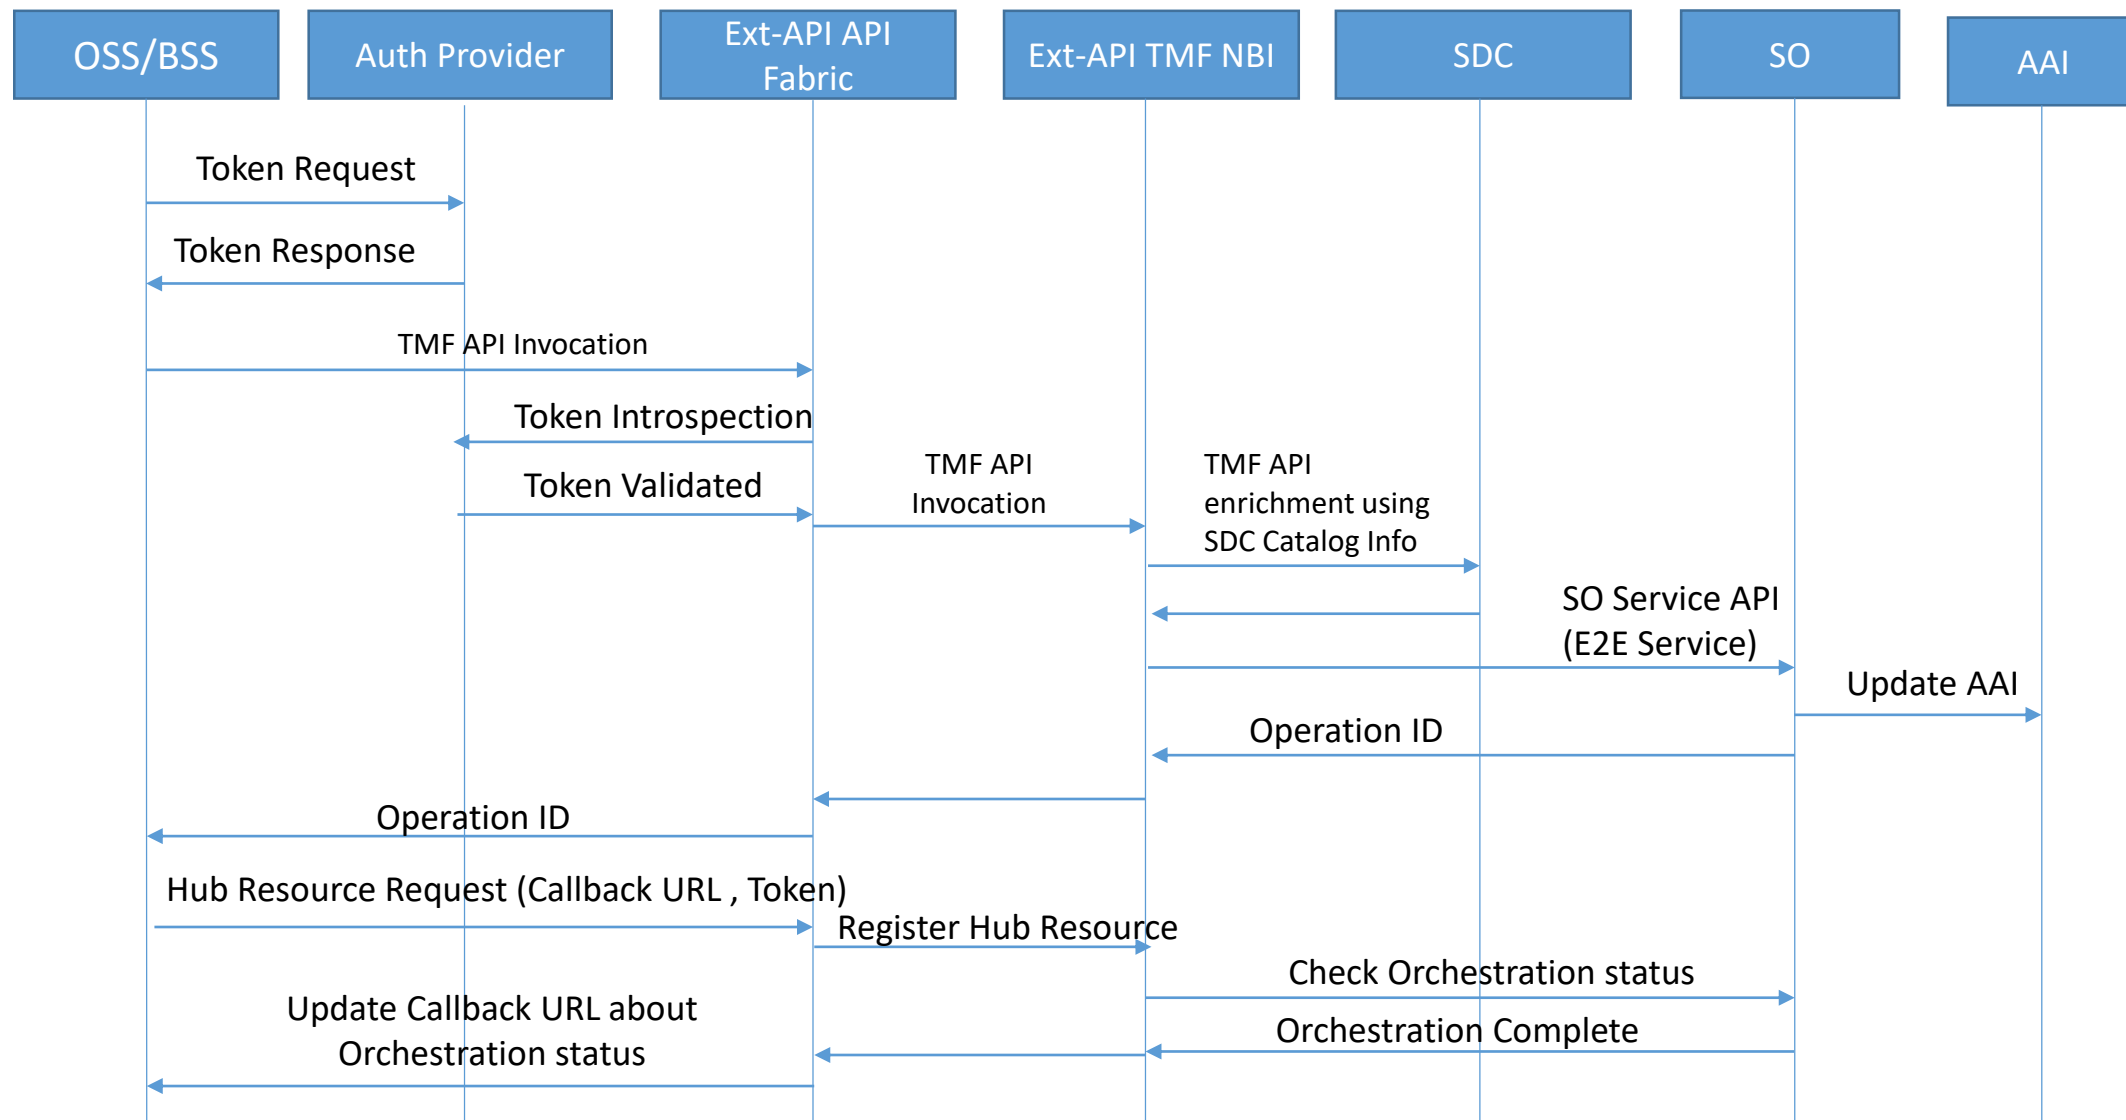 OSS/BSS
Auth Provider
Ext-API API
Fabric
Ext-API TMF NBI
SDC
SO
AAI
Token Request
Token Response
TMF API Invocation
Token Introspection
Token Validated
TMF API
Invocation
TMF API
enrichment using
SDC Catalog Info
SO Service API
(E2E Service)
Update AAI
Operation ID
Operation ID
Hub Resource Request (Callback URL , Token)
Register Hub Resource
Check Orchestration status
Update Callback URL about
Orchestration status
Orchestration Complete